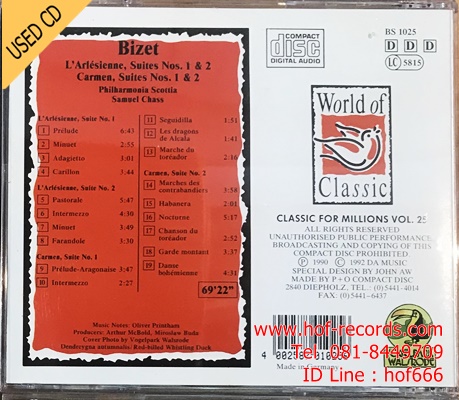 USED CD
Bizet
L'Arlésienne, Suites Nos. 1 & 2
Carmen, Suites Nos. 1 & 2
Philharmonia Scottia
Samuel Chass
L'Arlésienne, Suite No. 1
1 Prélude 6:43
2 Minuet 2:55
3 Adagietto 3:01
4 Carillon 3:44
L'Arlésienne, Suite No. 2
5 Pastorale 5:47
6 Intermezzo 4:30
7 Minuet 3:49
8 Farandole 3:30
Carmen, Suite No. 1
9 Prélude-Aragonaise 3:47
10 Intermezzo 2:27
11 Seguidilla 1:51
12 Les dragons de Alcala 1:41
13 Marche du toréador 2:16
Carmen, Suite No. 2
14 Marches des contrabandiers 3:58
15 Habanera 2:01
16 Nocturne 5:17
17 Chanson du toréador 2:52
18 Garde montant 3:37
19 Danse bohémienne 4:31
69'22"
Music Notes: Oliver Printham
Producers: Arthur McBold, Miroslav Budu
Cover Photo by Vogelpark Walsrode
Dendrcygna autumnalis: Red-billed Whistling Duck
COMPACT
disc
DIGITAL AUDIO
BS 1025
D D D
LC 5815
World of
Classic
CLASSIC FOR MILLIONS VOL. 25
ALL RIGHTS RESERVED
UNAUTHORISED PUBLIC PERFORMANCE
BROADCASTING AND COPYING OF THIS
COMPACT DISC PROHIBITED
Ⓟ 1990 © 1992 DA MUSIC
SPECIAL DESIGN BY JOHN AW
MADE BY P+O COMPACT DISC
2840 DIEPHOLZ, TEL: (0)5441-4014
FAX: (0)5441-6437
www.hof-records.com
Tel. 081-8449709
ID Line : hof666
Made in Germany
WALSRODE